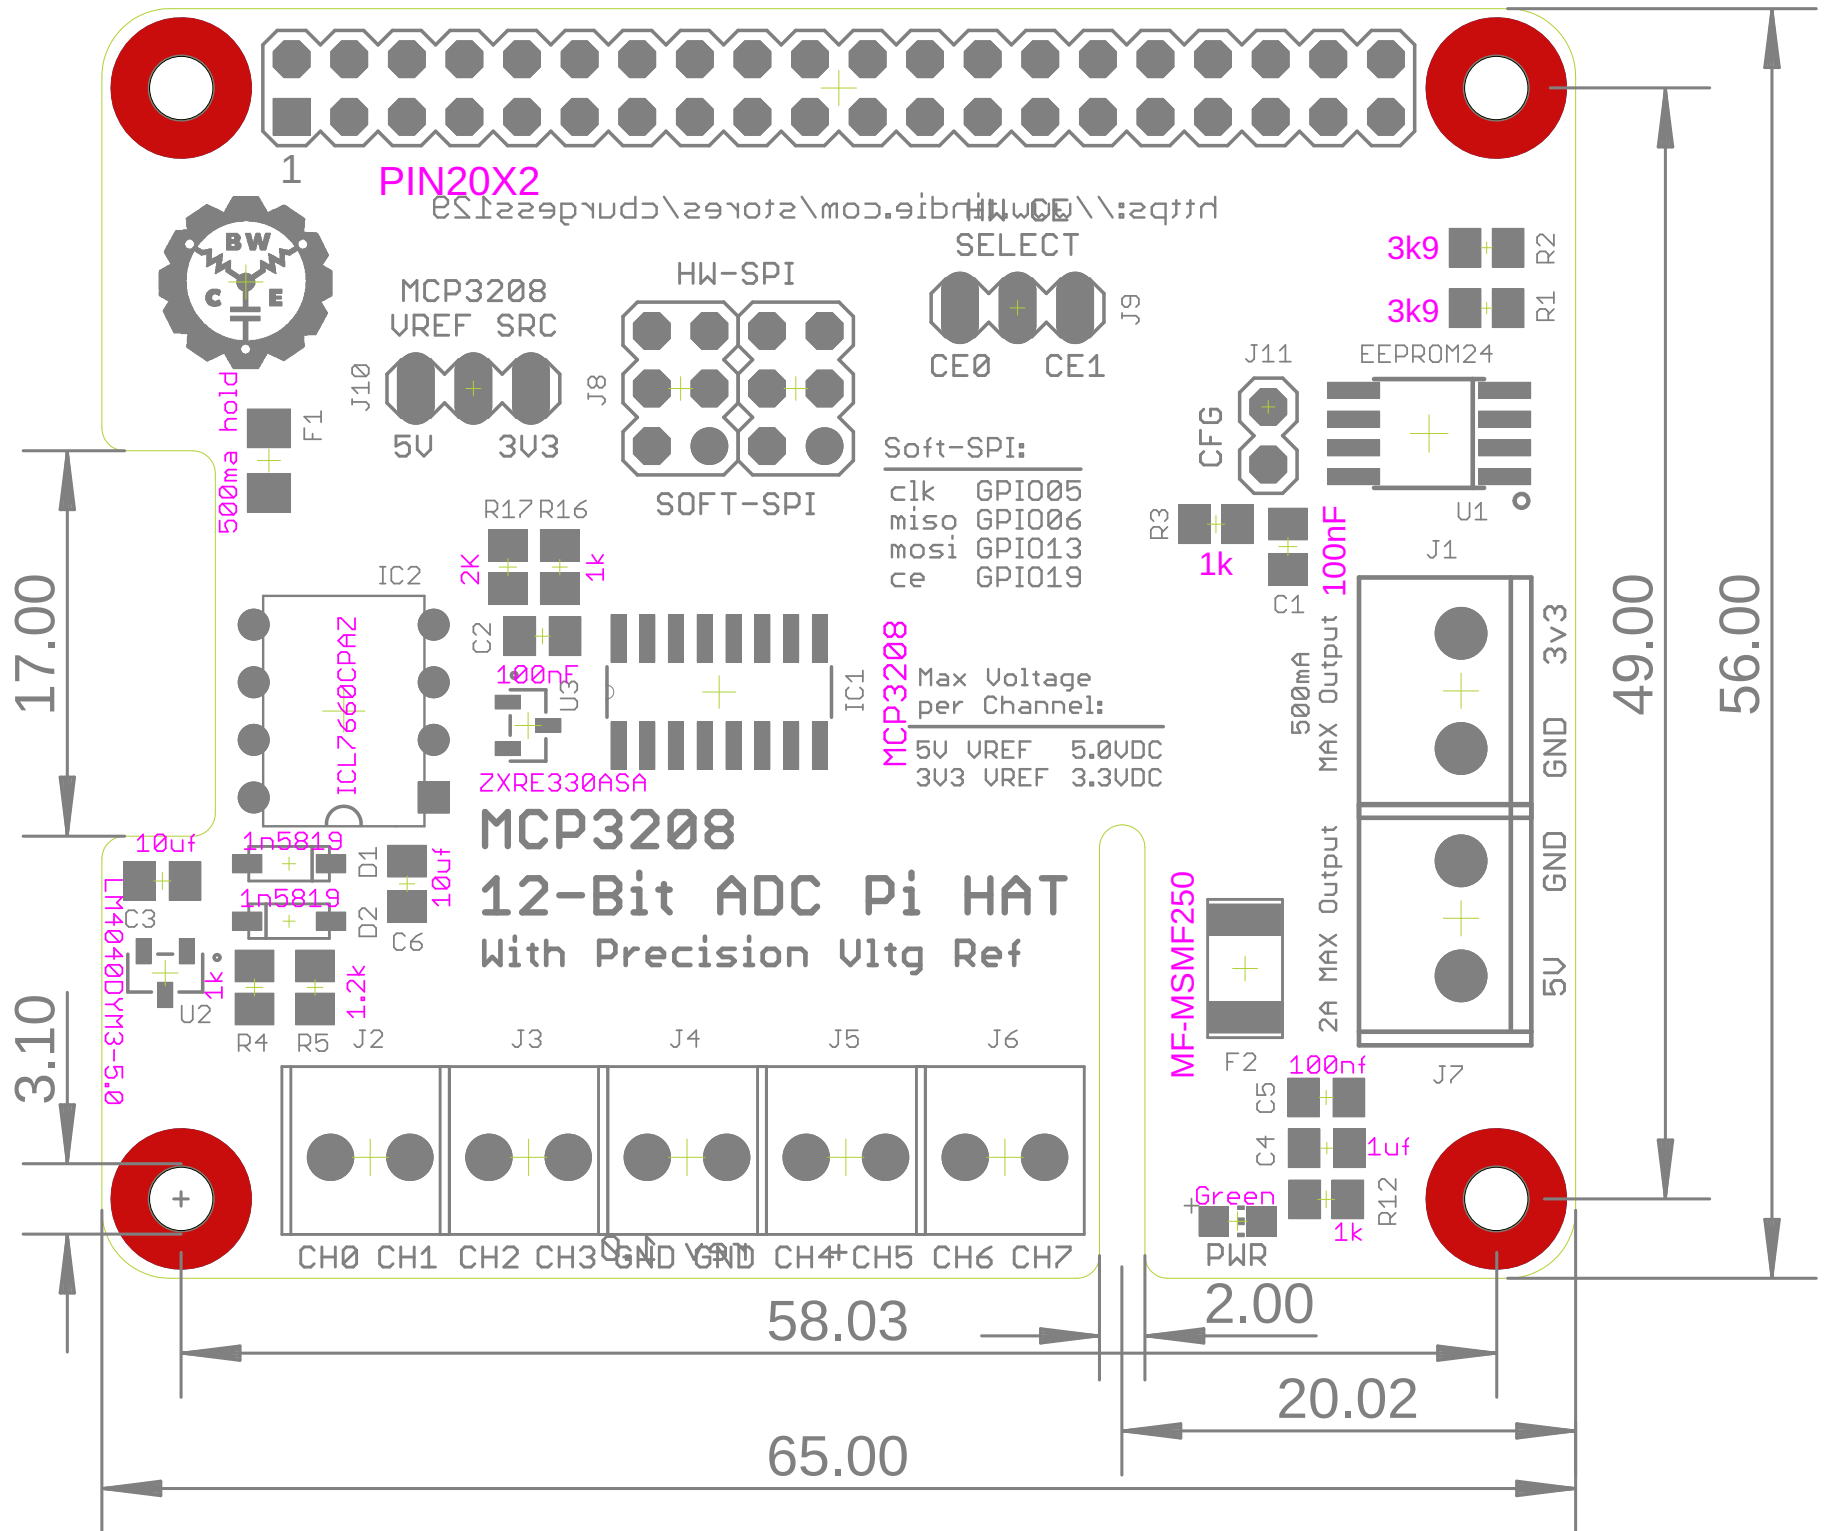 1
PIN20X2
https://www.tindie.com/stores/cburgess129
HW CE
SELECT
J9
CE0 CE1
BW
C E
MCP3208
VREF SRC
J10
5V 3V3
HW-SPI
J8
SOFT-SPI
3k9
R2
3k9
R1
J11
CFG
EEPROM24
U1
F1
500ma hold
Soft-SPI:
clk GPIO05
miso GPIO06
mosi GPIO13
ce GPIO19
R3
1k
100nF
C1
J1
R17 R16
2K
1k
IC2
ICL7660CPAZ
C2
100nF
U3
ZXRE330ASA
IC1
MCP3208
Max Voltage
per Channel:
5V VREF 5.0VDC
3V3 VREF 3.3VDC
500mA
MAX Output
3v3
GND
GND
5V
2A MAX Output
J7
MCP3208
12-Bit ADC Pi HAT
With Precision Vltg Ref
10uf
C3
1n5819
D1
1n5819
D2
10uf
C6
LM4040DYM3-5.0
U2
1k
R4
1.2k
R5
MF-MSMF250
F2
J2
J3
J4
J5
J6
100nf
C5
C4
1uf
R12
1k
Green
+
PWR
CH0 CH1 CH2 CH3 GND GND CH4 CH5 CH6 CH7
+
rev 1.0
17.00
3.10
49.00
56.00
58.03
2.00
20.02
65.00